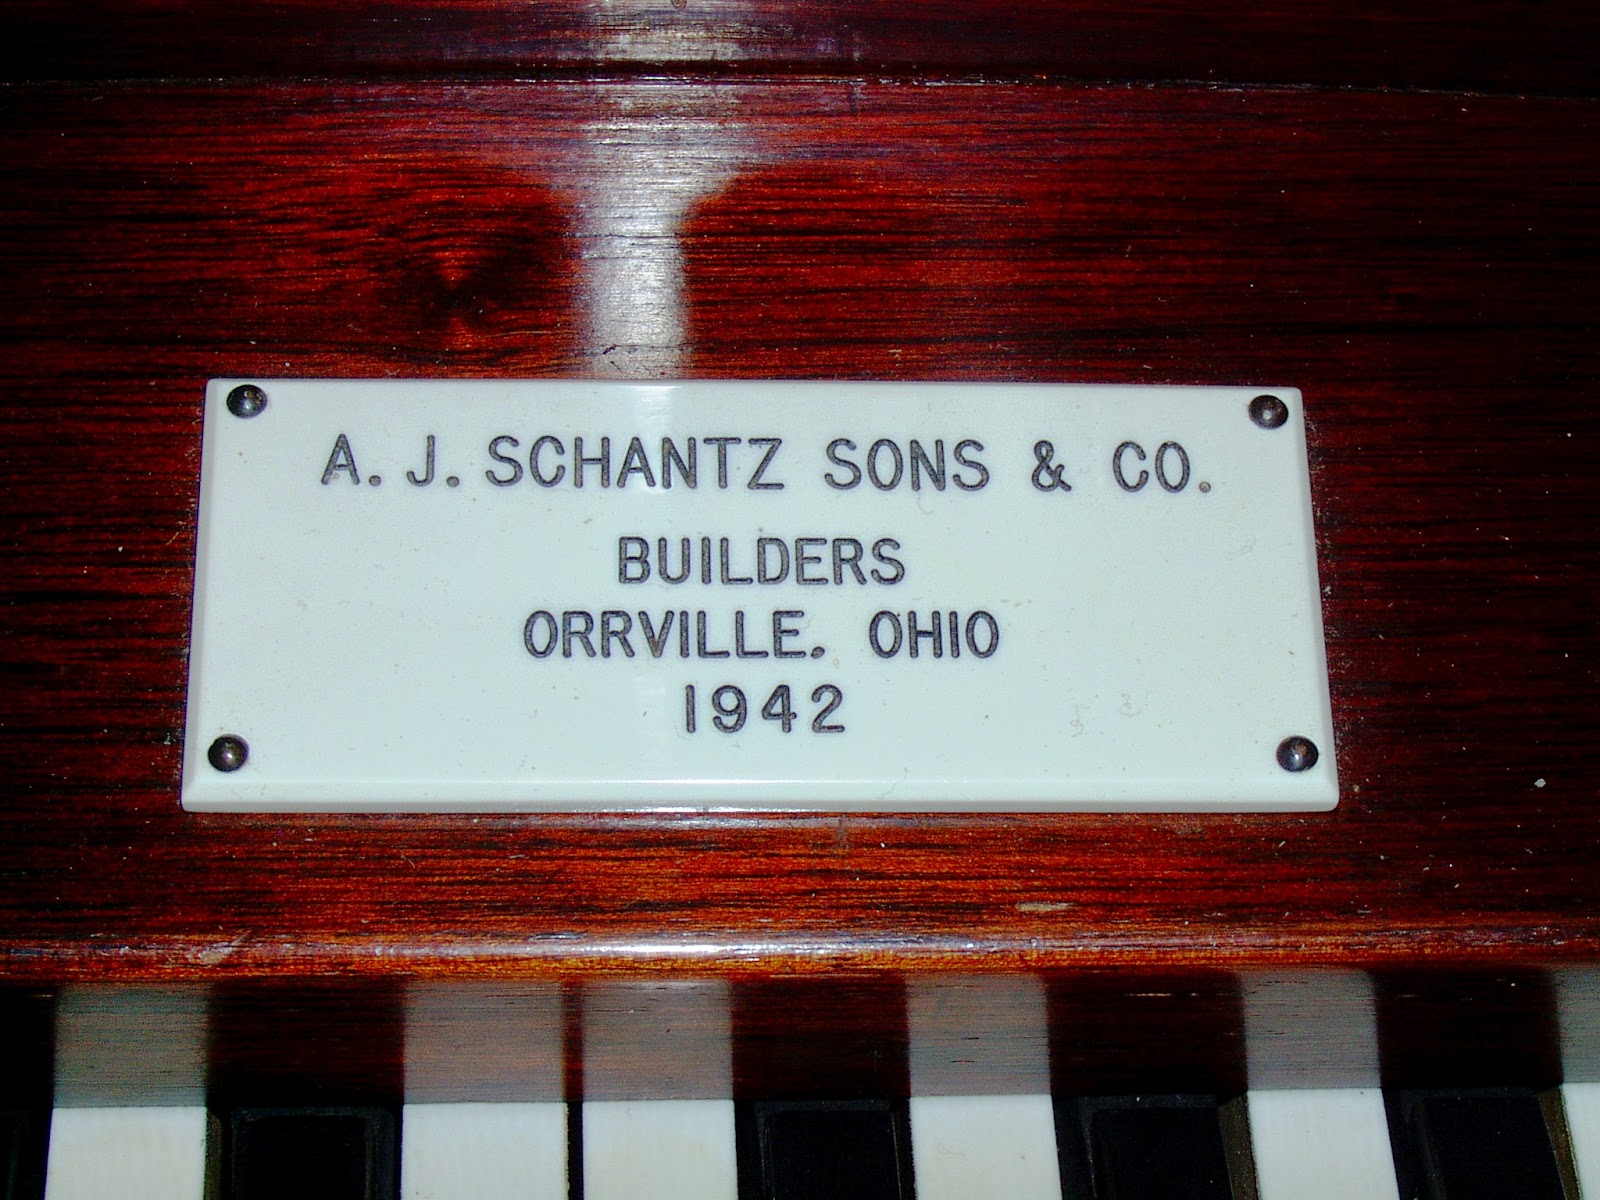 A. J. SCHANTZ SONS & CO.
BUILDERS
ORRVILLE. OHIO
1942